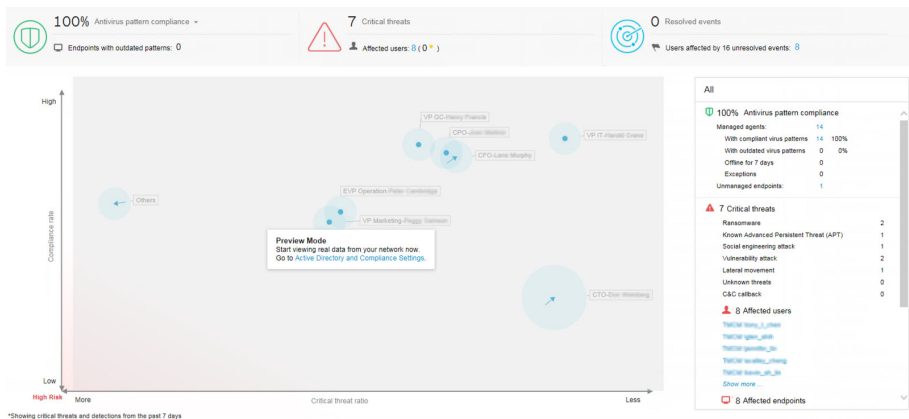 100% Antivirus pattern compliance
Endpoints with outdated patterns: 0
7 Critical threats
Affected users: 8 (0 )
0 Resolved events
Users affected by 16 unresolved events: 8
High
Compliance rate
Low
High Risk
More
Critical threat ratio
Less
VP GC-Henry Francis
CPO-
VP IT-Harold Crane
CFO-Lane Murphy
Others
EVP Operation-Peter Cambridge
VP Marketing-Peggy
CTO-Don
Preview Mode
Start viewing real data from your network now.
Go to Active Directory and Compliance Settings.
*Showing critical threats and detections from the past 7 days
All
100% Antivirus pattern compliance
Managed agents: 14
With compliant virus patterns 14 100%
With outdated virus patterns 0 0%
Offline for 7 days 0
Exceptions 0
Unmanaged endpoints: 1
7 Critical threats
Ransomware 2
Known Advanced Persistent Threat (APT) 1
Social engineering attack 1
Vulnerability attack 2
Lateral movement 1
Unknown threats 0
C&C callback 0
8 Affected users
Show more ...
8 Affected endpoints